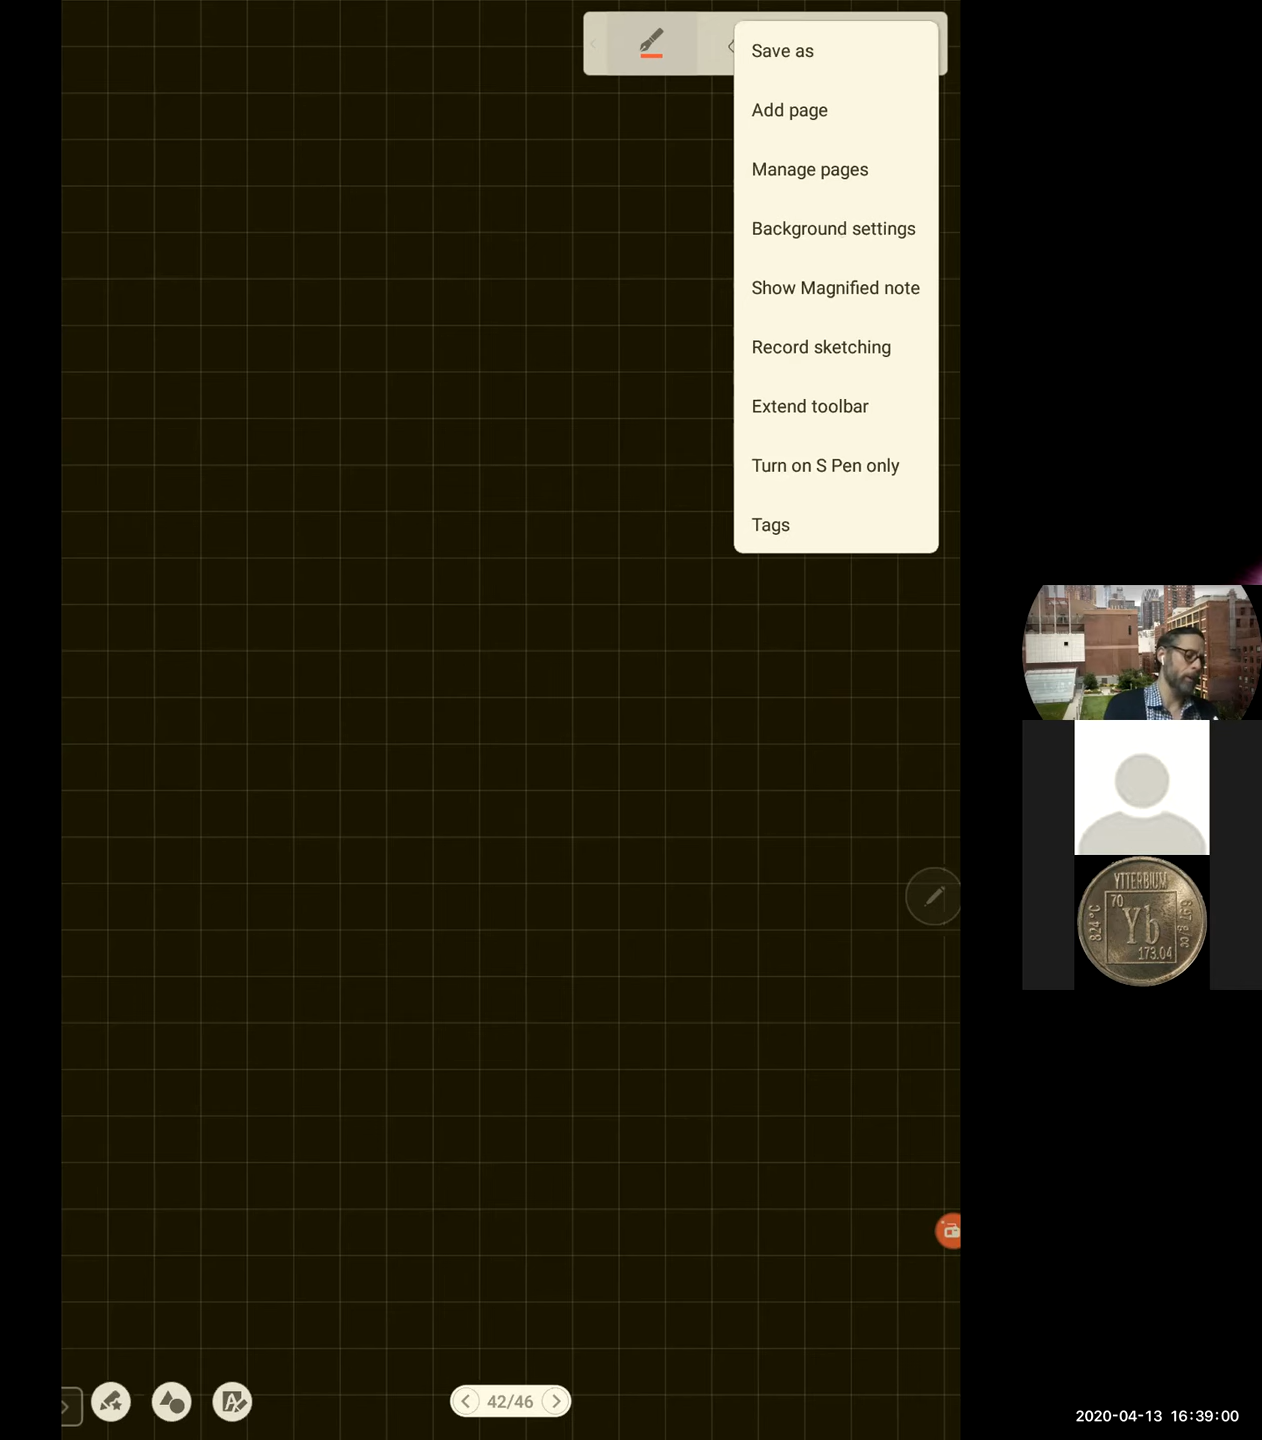 Save as
Add page
Manage pages
Background settings
Show Magnified note
Record sketching
Extend toolbar
Turn on S Pen only
Tags
YTTERBIUM
70
Yb
173.04
824 °C
42/46
2020-04-13 16:39:00